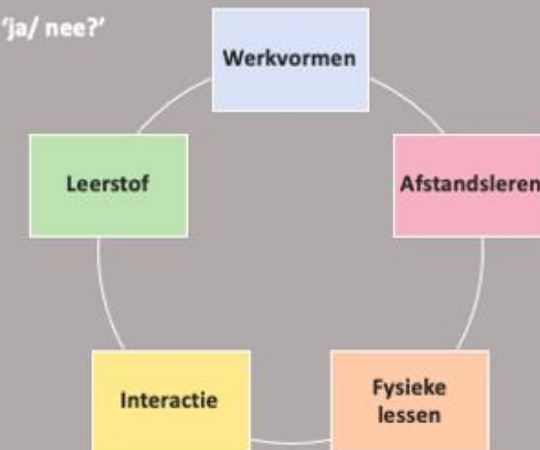 ‘ja/ nee?’
Werkvormen
Leerstof
Afstandsleren
Interactie
Fysieke
lessen